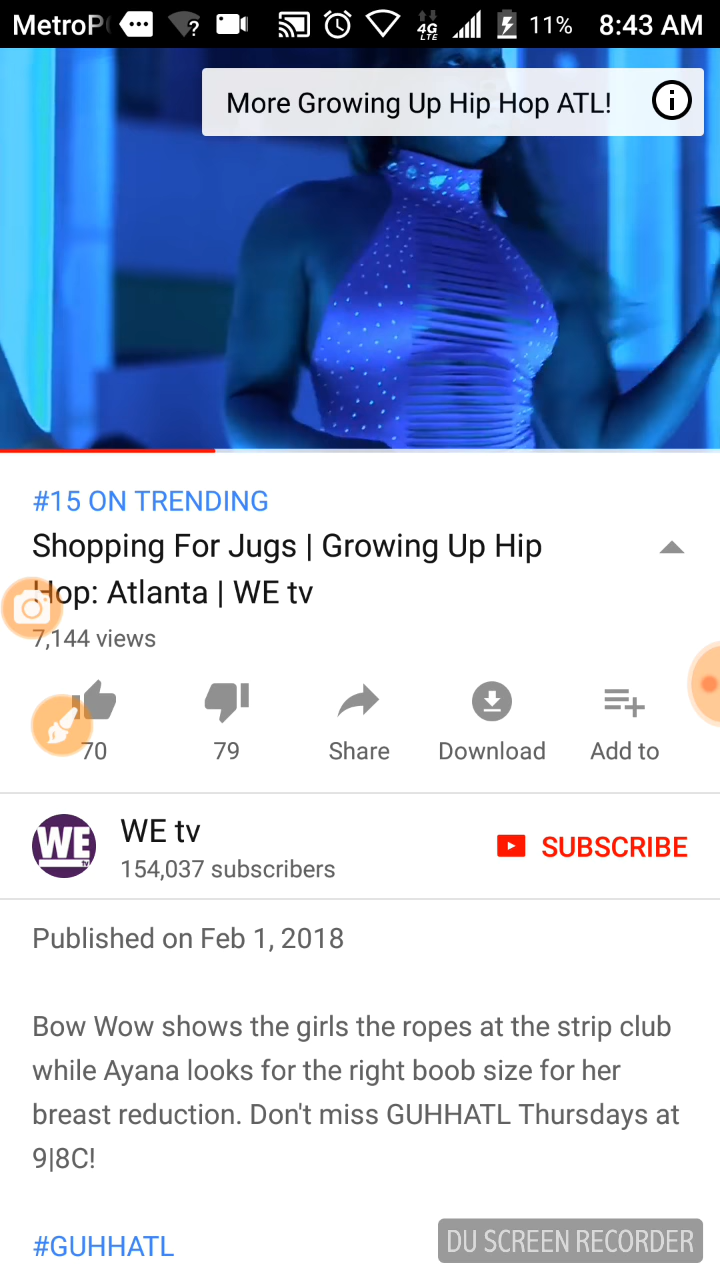 MetroP
?
4G
LTE
11%
8:43 AM
More Growing Up Hip Hop ATL!
#15 ON TRENDING
Shopping For Jugs | Growing Up Hip
Hop: Atlanta | WE tv
7,144 views
70
79
Share
Download
Add to
WE
tv
WE tv
154,037 subscribers
SUBSCRIBE
Published on Feb 1, 2018
Bow Wow shows the girls the ropes at the strip club
while Ayana looks for the right boob size for her
breast reduction. Don't miss GUHHATL Thursdays at
9|8C!
#GUHHATL
DU SCREEN RECORDER